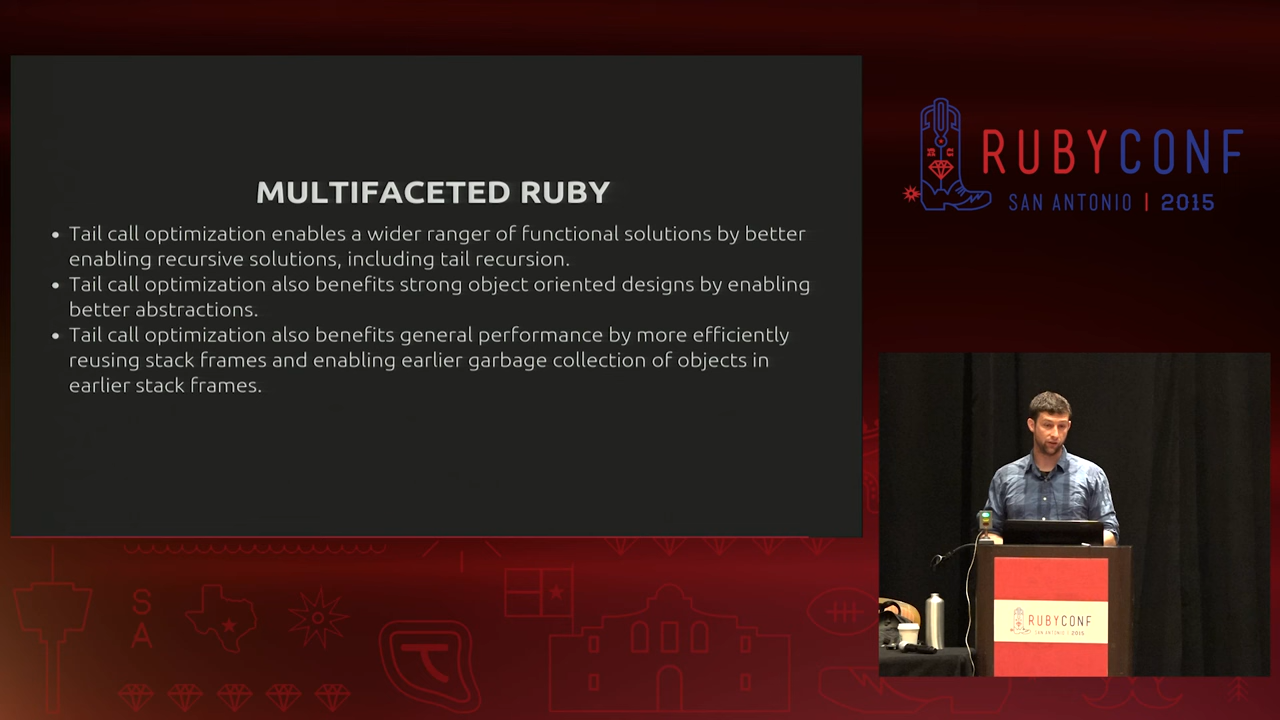 MULTIFACETED RUBY
• Tail call optimization enables a wider ranger of functional solutions by better
enabling recursive solutions, including tail recursion.
• Tail call optimization also benefits strong object oriented designs by enabling
better abstractions.
• Tail call optimization also benefits general performance by more efficiently
reusing stack frames and enabling earlier garbage collection of objects in
earlier stack frames.
RUBYCONF
SAN ANTONIO | 2015
RUBYCONF
SAN ANTONIO | 2015
S
A